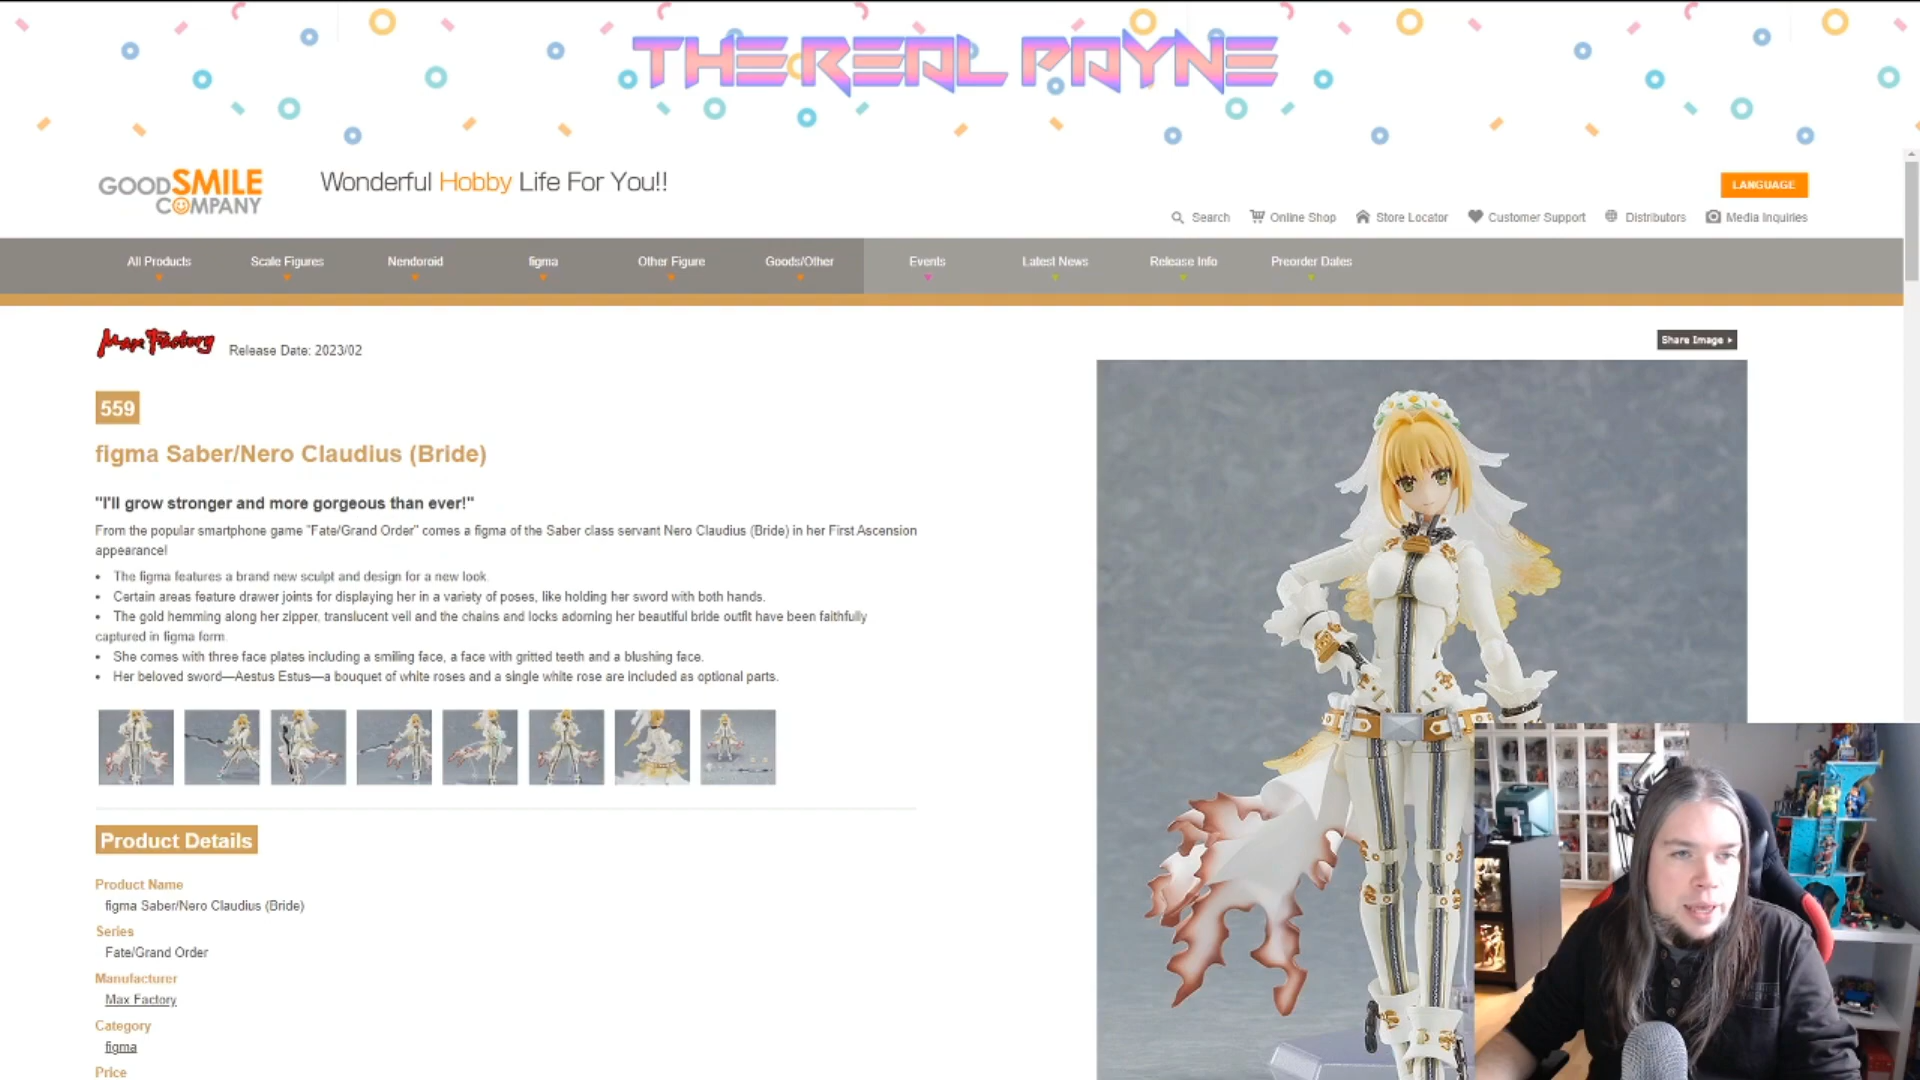 THE REAL PAYNE
GOODSMILE
COMPANY
Wonderful Hobby Life For You!!
LANGUAGE
Search
Online Shop
Store Locator
Customer Support
Distributors
Media Inquiries
All Products
Scale Figures
Nendoroid
figma
Other Figure
Goods/Other
Events
Latest News
Release Info
Preorder Dates
Max Factory
Release Date: 2023/02
Share Image
559
figma Saber/Nero Claudius (Bride)
"I'll grow stronger and more gorgeous than ever!"
From the popular smartphone game "Fate/Grand Order" comes a figma of the Saber class servant Nero Claudius (Bride) in her First Ascension
appearance!
• The figma features a brand new sculpt and design for a new look.
• Certain areas feature drawer joints for displaying her in a variety of poses, like holding her sword with both hands.
• The gold hemming along her zipper, translucent veil and the chains and locks adorning her beautiful bride outfit have been faithfully
captured in figma form.
• She comes with three face plates including a smiling face, a face with gritted teeth and a blushing face.
• Her beloved sword—Aestus Estus—a bouquet of white roses and a single white rose are included as optional parts.
Product Details
Product Name
figma Saber/Nero Claudius (Bride)
Series
Fate/Grand Order
Manufacturer
Max Factory
Category
figma
Price